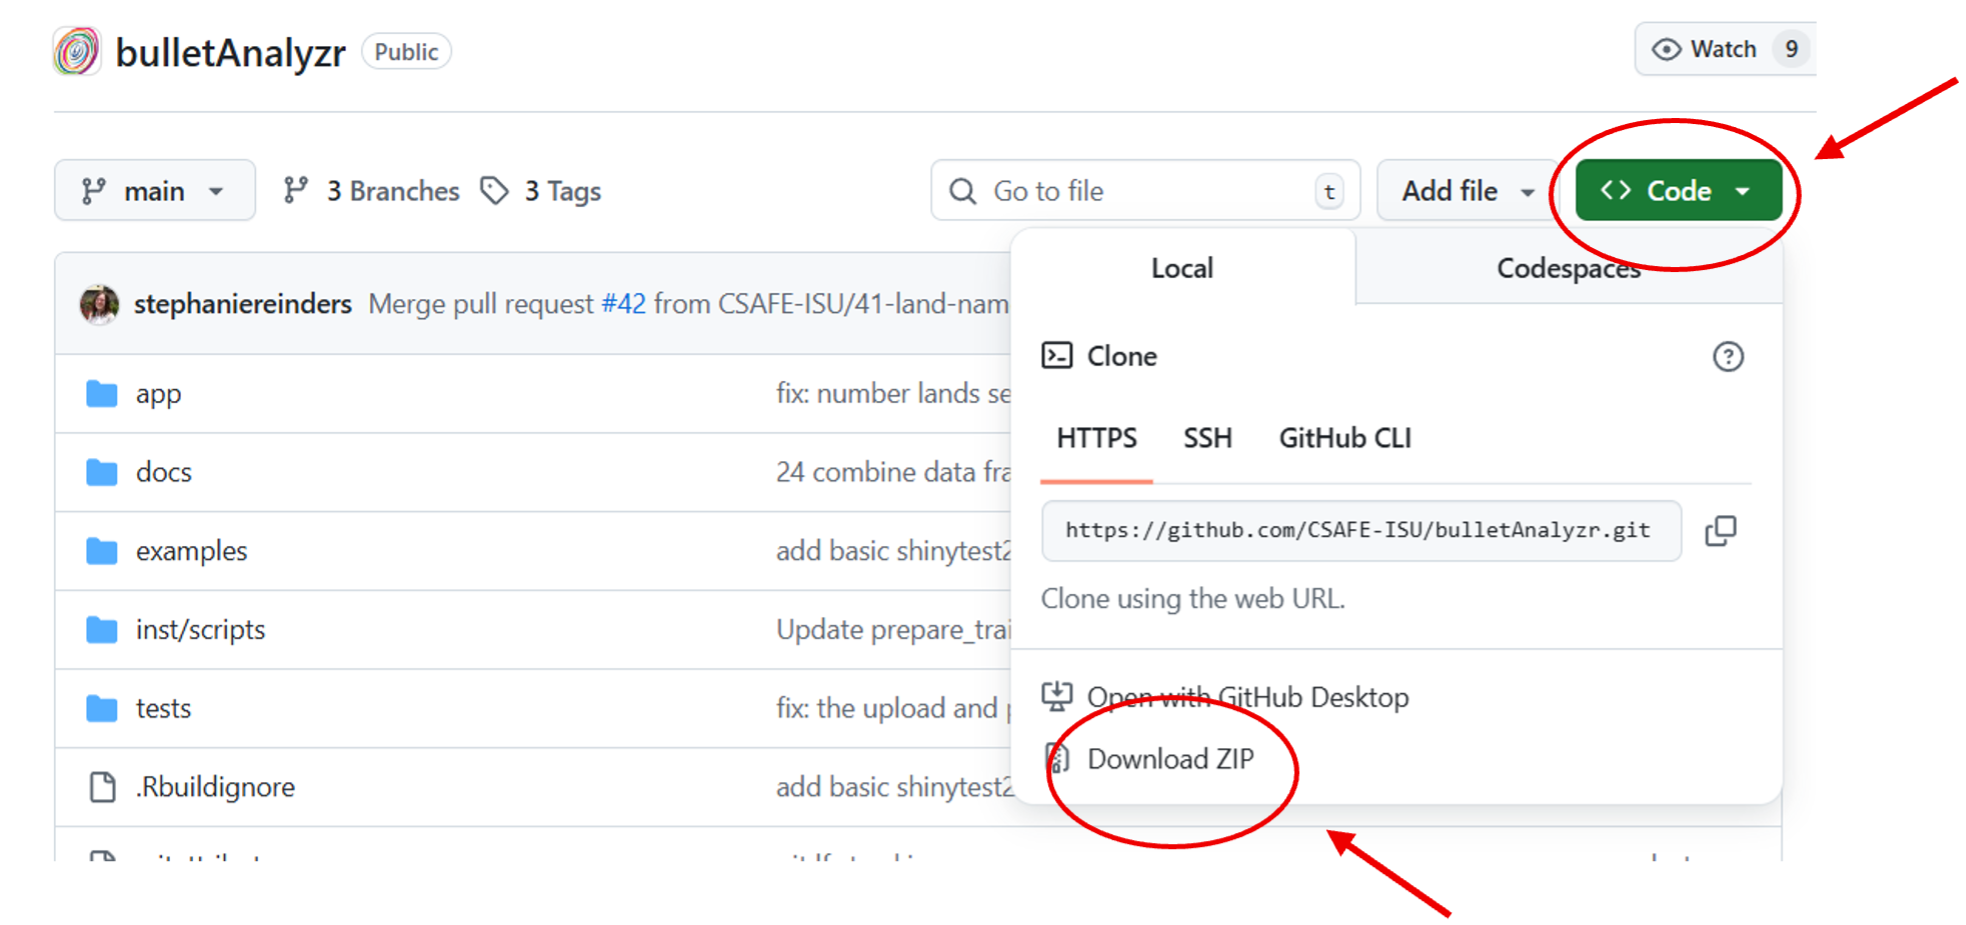 bulletAnalyzr Public Watch 9
main 3 Branches 3 Tags Go to file t Add file Code
Local Codespaces
stephaniereinders Merge pull request #42 from CSAFE-ISU/41-land-nam
Clone
app fix: number lands se
HTTPS SSH GitHub CLI
docs 24 combine data fra
https://github.com/CSAFE-ISU/bulletAnalyzr.git
examples add basic shinytest2
Clone using the web URL.
inst/scripts Update prepare_trai
Open with GitHub Desktop
tests fix: the upload and p
Download ZIP
.Rbuildignore add basic shinytest2